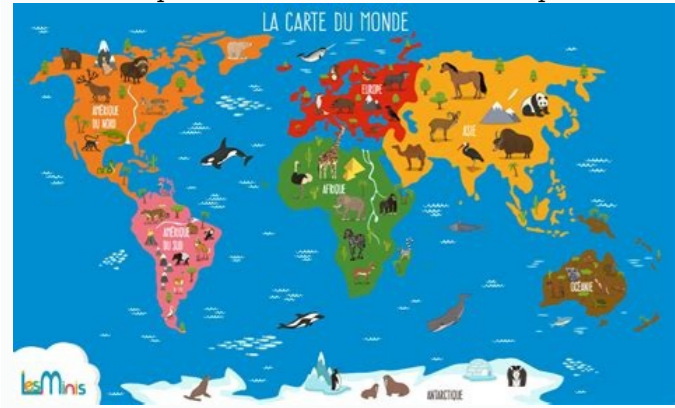 LA CARTE DU MONDE
AMÉRIQUE
DU NORD
EUROPE
ASIE
AFRIQUE
AMÉRIQUE
DU SUD
OCÉANIE
ANTARCTIQUE
LesMinis